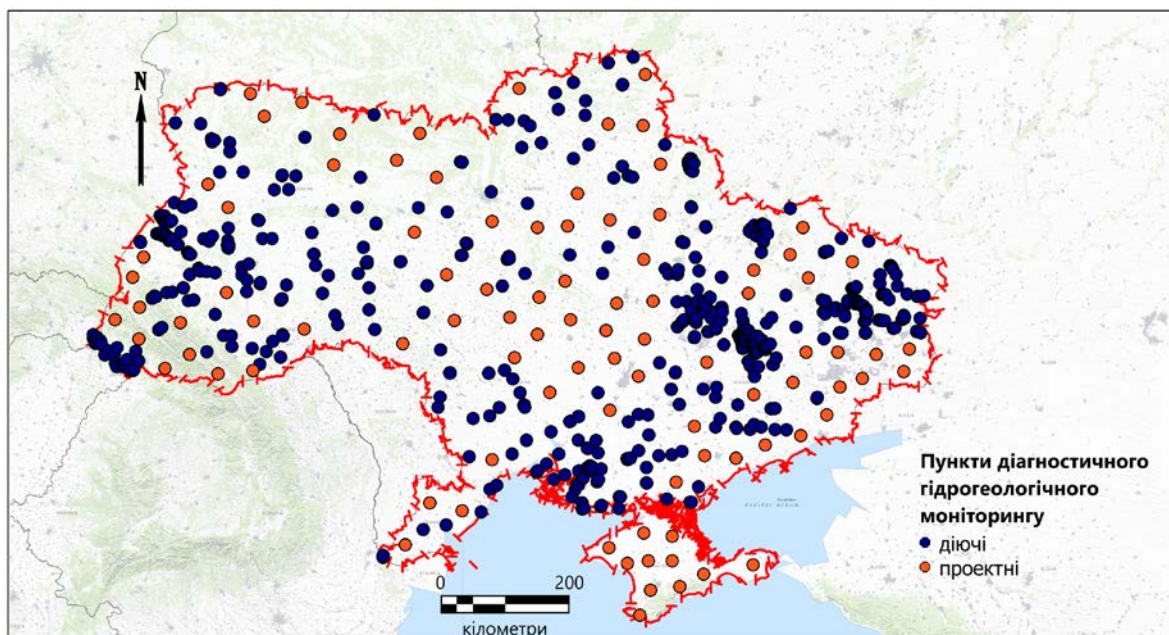 N
Пункти діагностичного
гідрогеологічного
моніторингу
діючі
проектні
0 200
кілометри